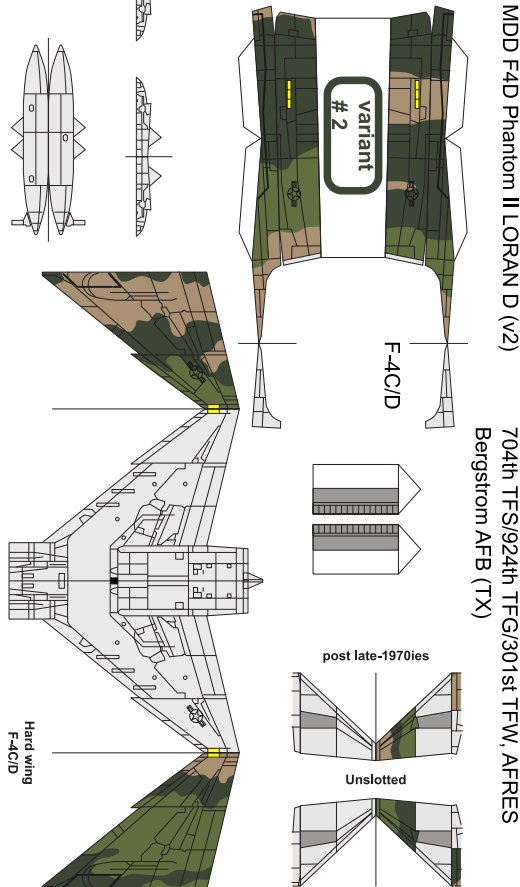 MDD F4D Phantom II LORAN D (v2)
704th TFS/924th TFG/301st TFW, AFRES
Bergstrom AFB (TX)
variant
# 2
F-4C/D
post late-1970ies
Unslotted
Hard wing
F-4C/D